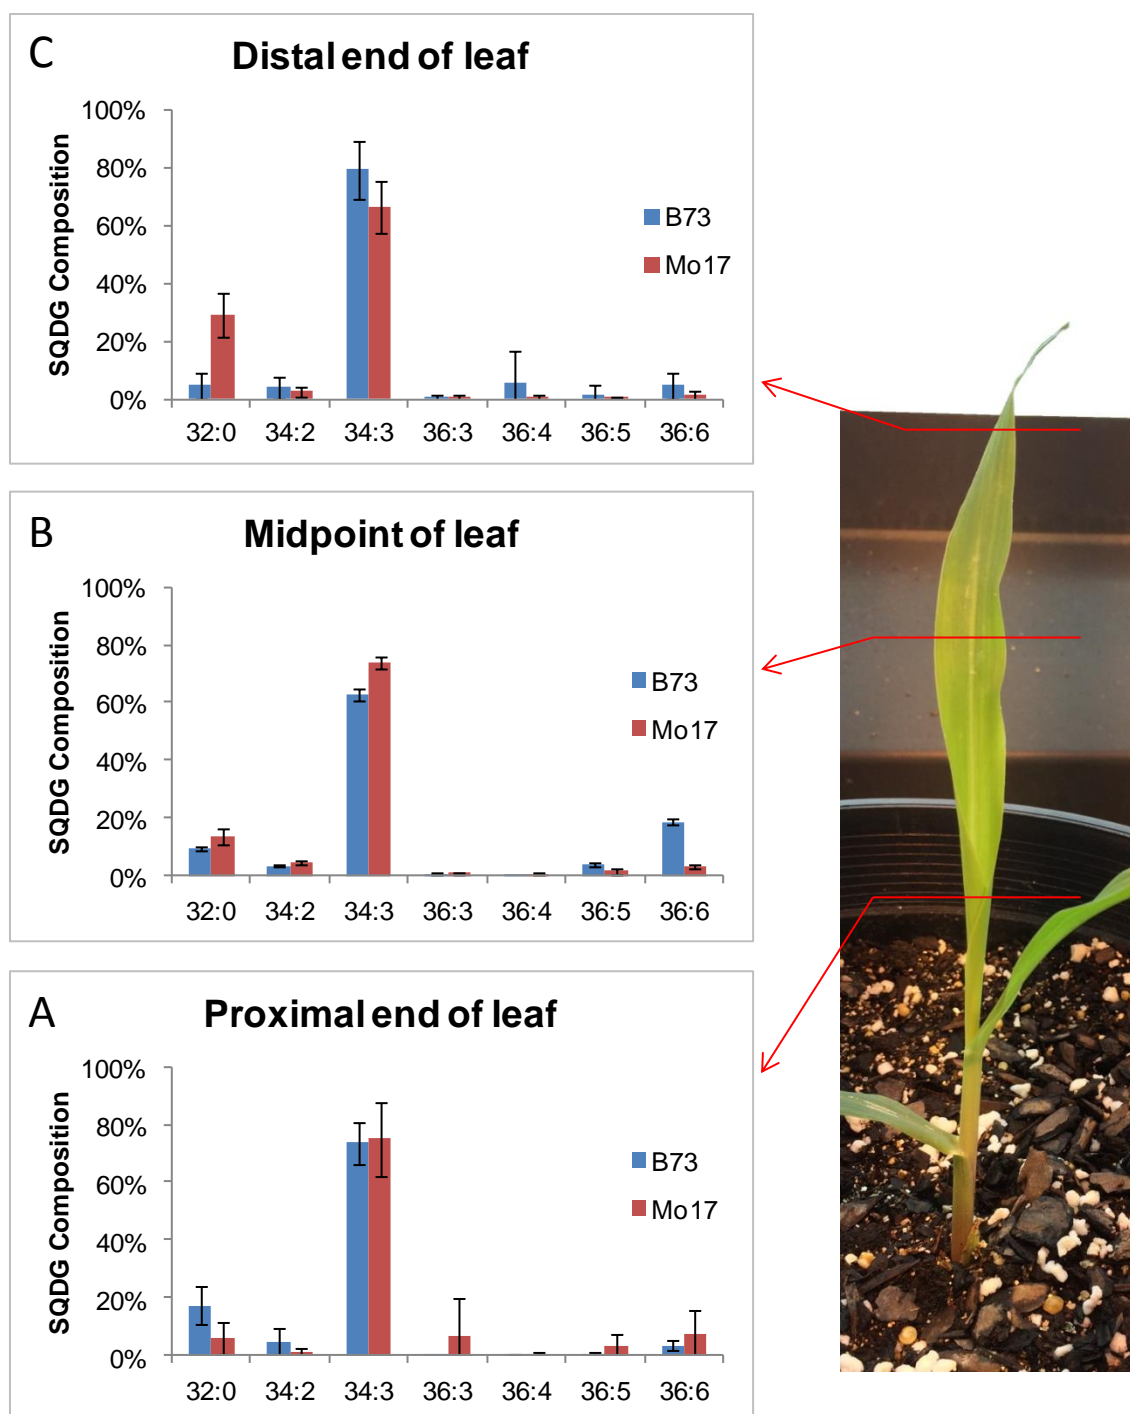 C
Distal end of leaf
SQDG Composition
100%
80%
60%
40%
20%
0%
32:0 34:2 34:3 36:3 36:4 36:5 36:6
B73
Mo17
B
Midpoint of leaf
SQDG Composition
100%
80%
60%
40%
20%
0%
32:0 34:2 34:3 36:3 36:4 36:5 36:6
B73
Mo17
A
Proximal end of leaf
SQDG Composition
100%
80%
60%
40%
20%
0%
32:0 34:2 34:3 36:3 36:4 36:5 36:6
B73
Mo17